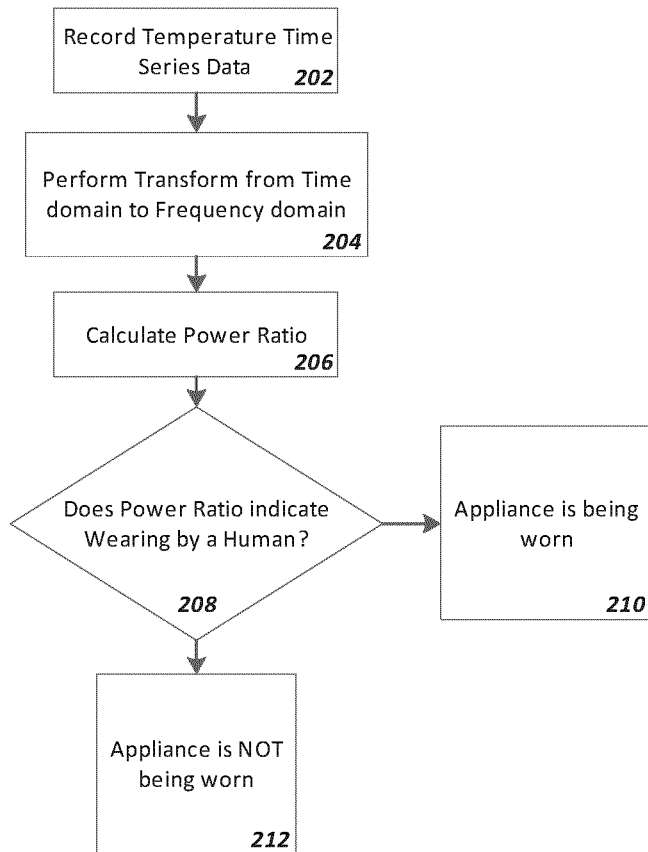 Record Temperature Time
Series Data
202
Perform Transform from Time
domain to Frequency domain
204
Calculate Power Ratio
206
Does Power Ratio indicate
Wearing by a Human?
208
Appliance is being
worn
210
Appliance is NOT
being worn
212